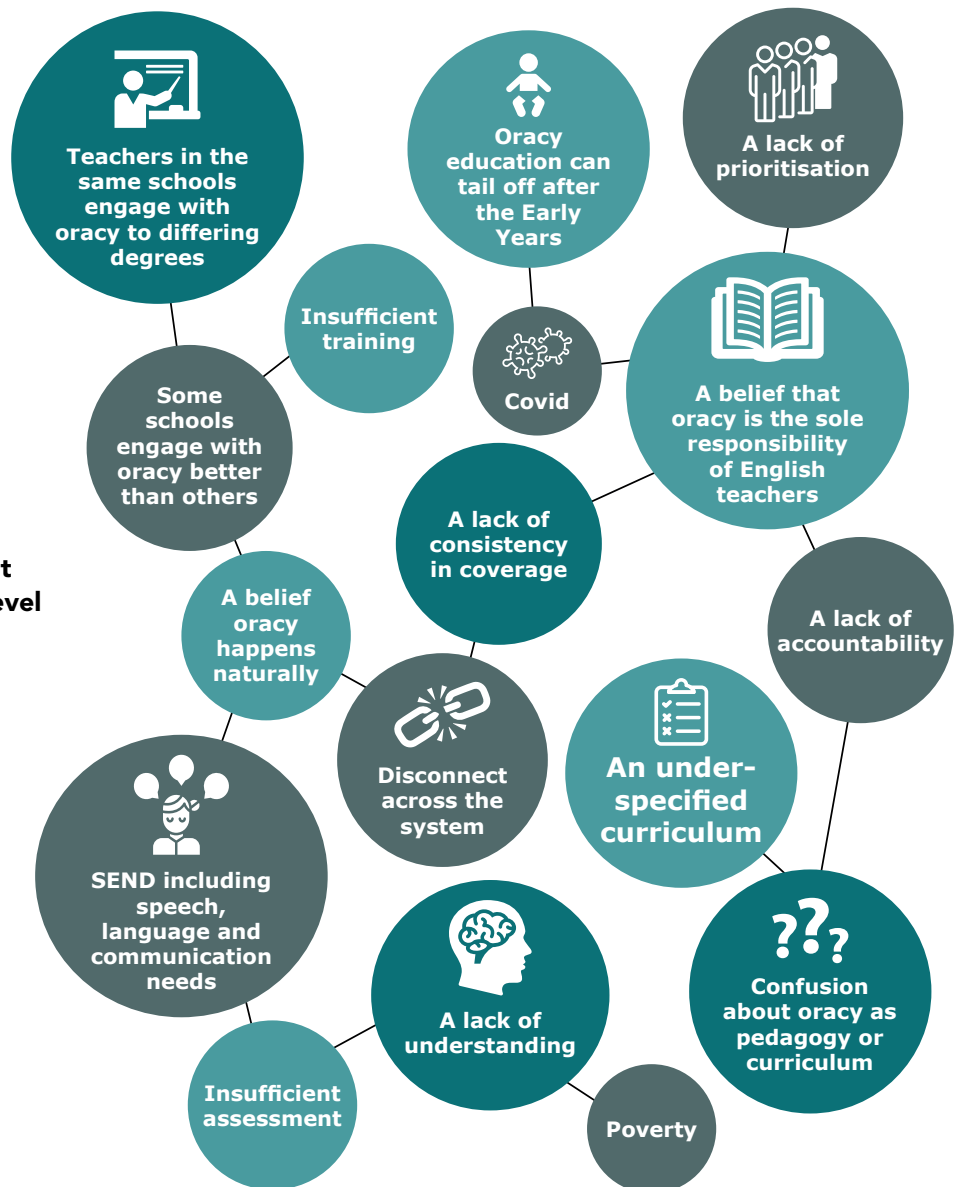 Teachers in the
same schools
engage with
oracy to differing
degrees
Oracy
education can
tail off after
the Early
Years
A lack of
prioritisation
Insufficient
training
Covid
A belief that
oracy is the sole
responsibility
of English
teachers
Some
schools
engage with
oracy better
than others
A lack of
consistency
in coverage
t
evel
A belief
oracy
happens
naturally
A lack of
accountability
Disconnect
across the
system
An under-
specified
curriculum
SEND including
speech,
language and
communication
needs
A lack of
understanding
???
Confusion
about oracy as
pedagogy or
curriculum
Insufficient
assessment
Poverty